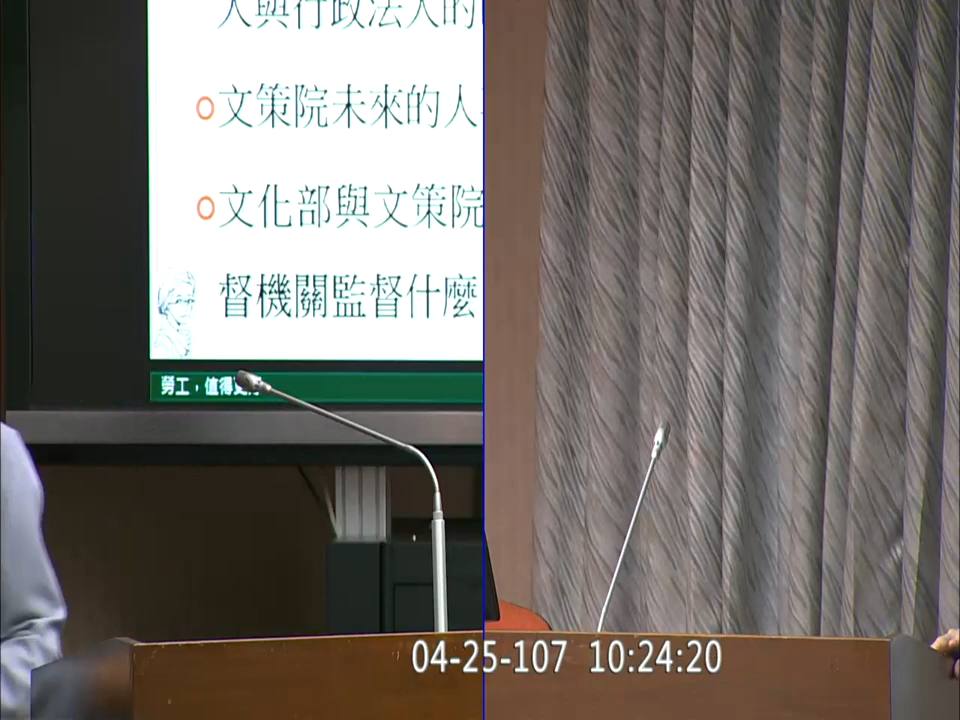 人與行政法人的
文策院未來的人
文化部與文策院
督機關監督什麼
勞工，值得更
04-25-107 10:24:20